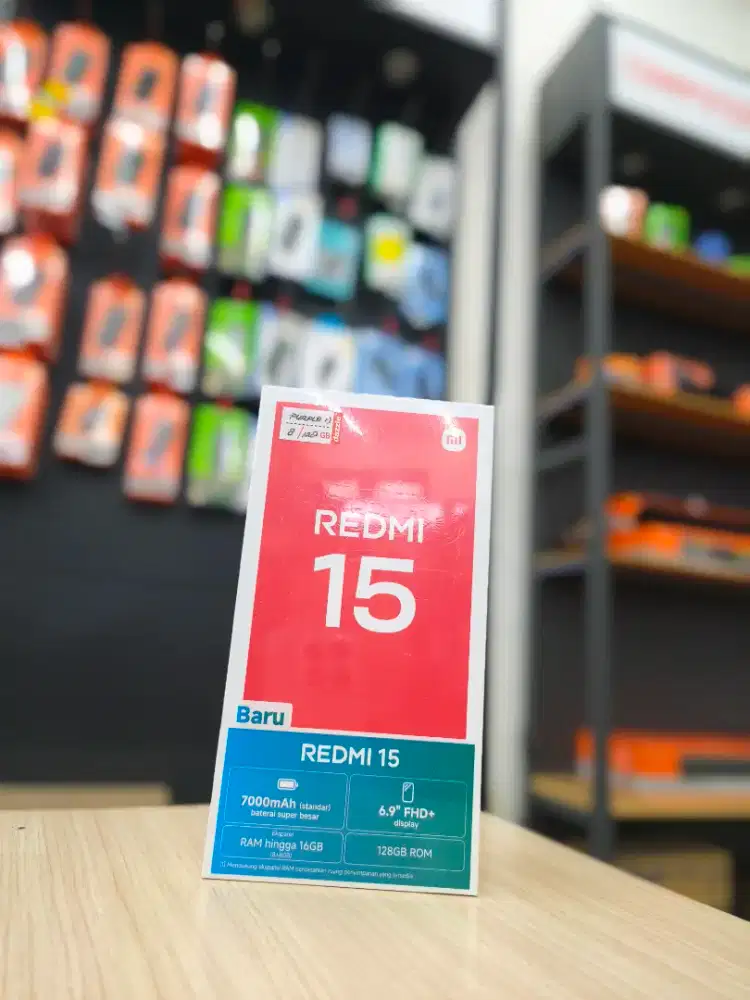 PURPLE
8/128 GB
REDMI
15
Baru
REDMI 15
7000mAh (standar)
baterai super besar
6.9" FHD+
display
Ekspansi
RAM hingga 16GB
128GB ROM